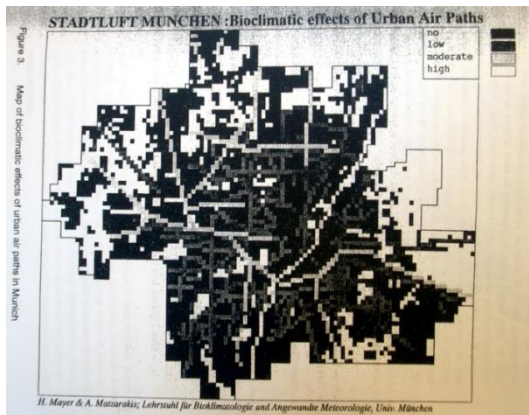 STADTLUFT MUNCHEN :Bioclimatic effects of Urban Air Paths
no
low
moderate
high
Figure 3. Map of bioclimatic effects of urban air paths in Munich
H. Mayer & A. Matzarakis; Lehrstuhl für Bioklimatologie und Angewandte Meteorologie, Univ. München